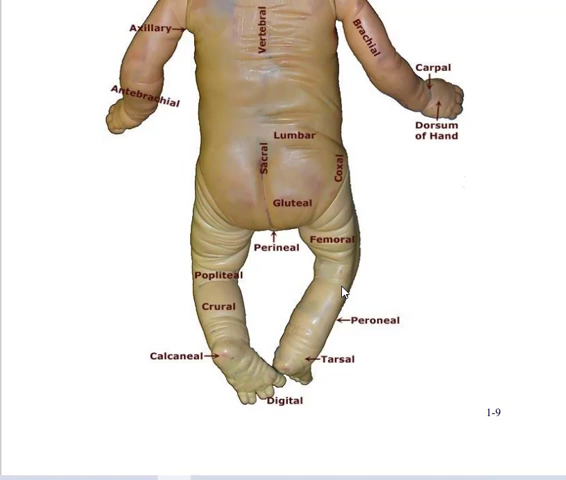 Axillary
Vertebral
Brachial
Carpal
Antebrachial
Dorsum
of Hand
Lumbar
Sacral
Coxal
Gluteal
Perineal
Femoral
Popliteal
Crural
Peroneal
Calcaneal
Tarsal
Digital
1-9